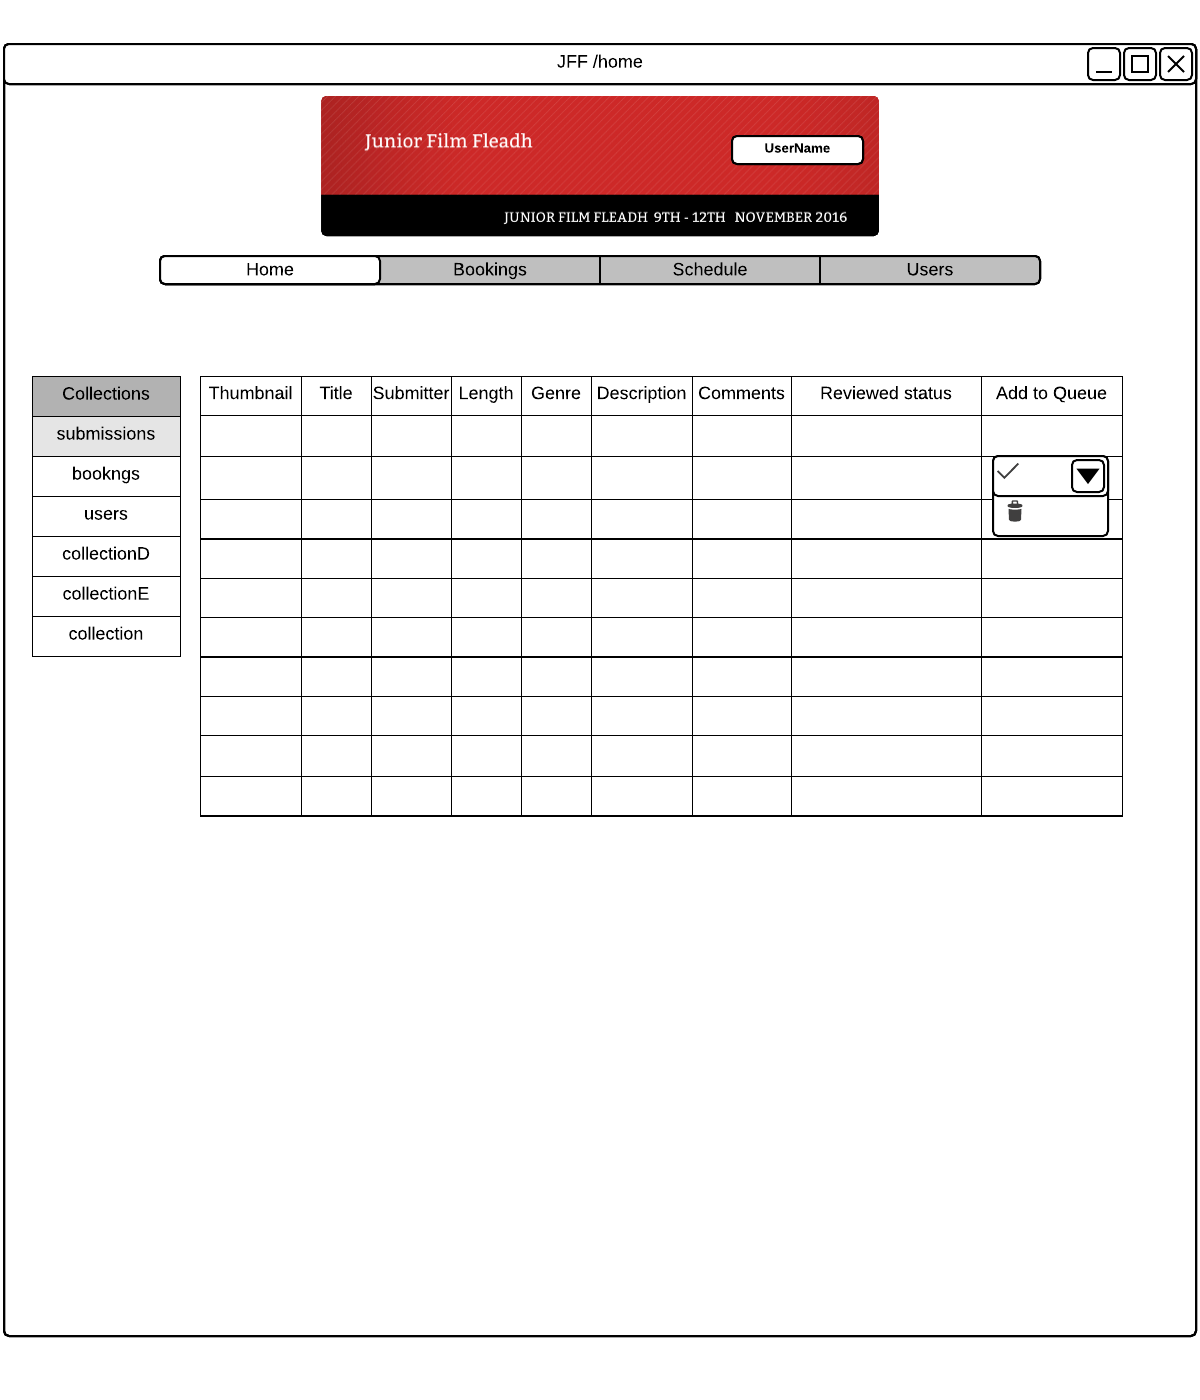 JFF /home
Junior Film Fleadh
UserName
JUNIOR FILM FLEADH 9TH - 12TH NOVEMBER 2016
Home Bookings Schedule Users
Collections
submissions
bookngs
users
collectionD
collectionE
collection
Thumbnail Title Submitter Length Genre Description Comments Reviewed status Add to Queue